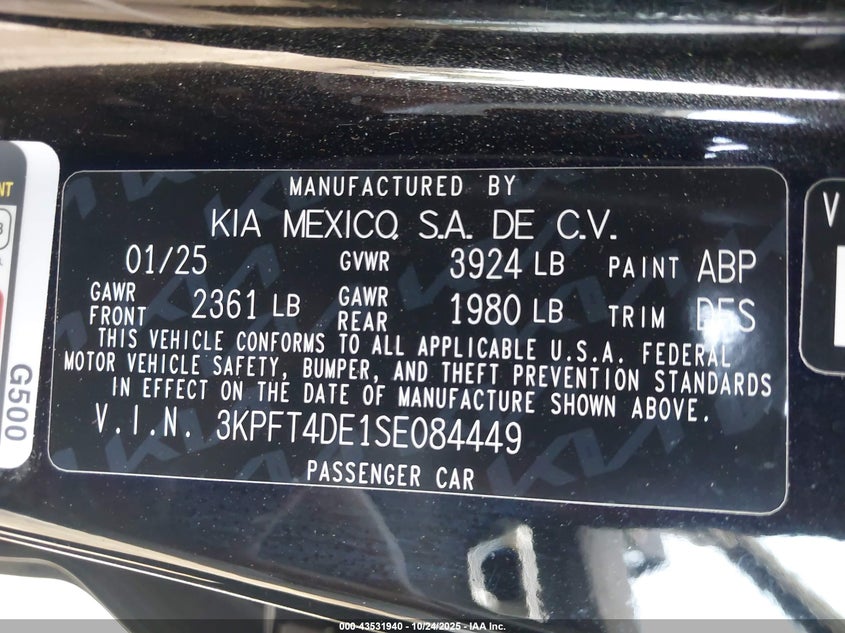 MANUFACTURED BY
KIA MEXICO, S.A. DE C.V.
01/25 GVWR 3924 LB PAINT ABP
GAWR FRONT 2361 LB GAWR REAR 1980 LB TRIM DFS
THIS VEHICLE CONFORMS TO ALL APPLICABLE U.S.A. FEDERAL
MOTOR VEHICLE SAFETY, BUMPER, AND THEFT PREVENTION STANDARDS
IN EFFECT ON THE DATE OF MANUFACTURE SHOWN ABOVE.
V.I.N. 3KPFT4DE1SE084449
PASSENGER CAR
G500
V
000-43531940 - 10/24/2025 - IAA Inc.